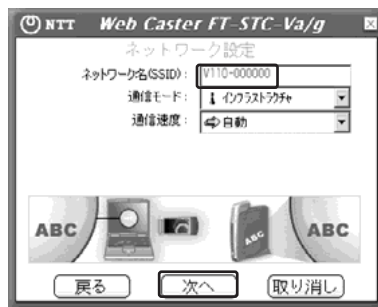 NTT Web Caster FT-STC-Va/g
ネットワーク設定
ネットワーク名(SSID): V110-000000
通信モード: インフラストラクチャ
通信速度: 自動
ABC ABC ABC
戻る 次へ 取り消し